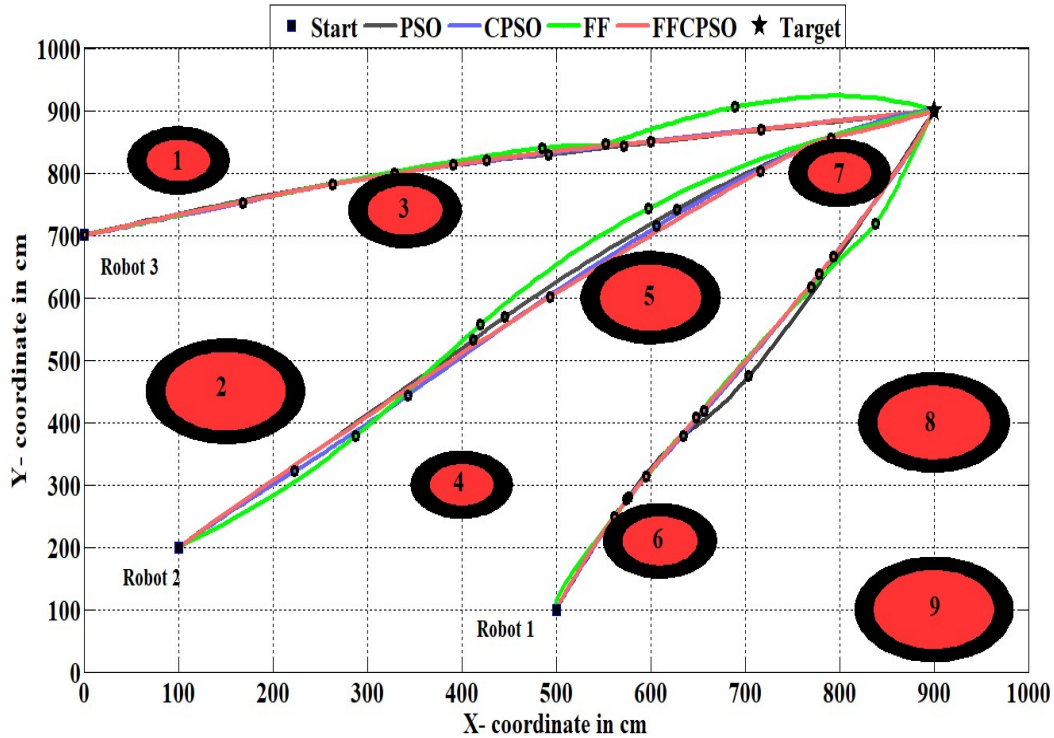 Start PSO CPSO FF FFCPSO Target
1000
900
800
700
600
500
400
300
200
100
0
Y- coordinate in cm
1
7
3
Robot 3
5
2
8
4
6
Robot 2
9
Robot 1
0 100 200 300 400 500 600 700 800 900 1000
X- coordinate in cm